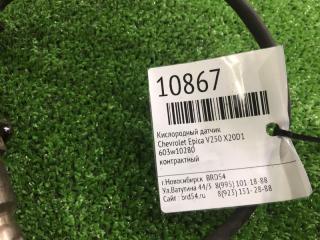 10867
Кислородный датчик
Chevrolet Epica V250 X20D1
603w10280
контрактный
г.Новосибирск BRD54
Ул.Ватутина 44/3 8(995) 101-18-88
Сайт : brd54.ru 8(923) 151-28-88